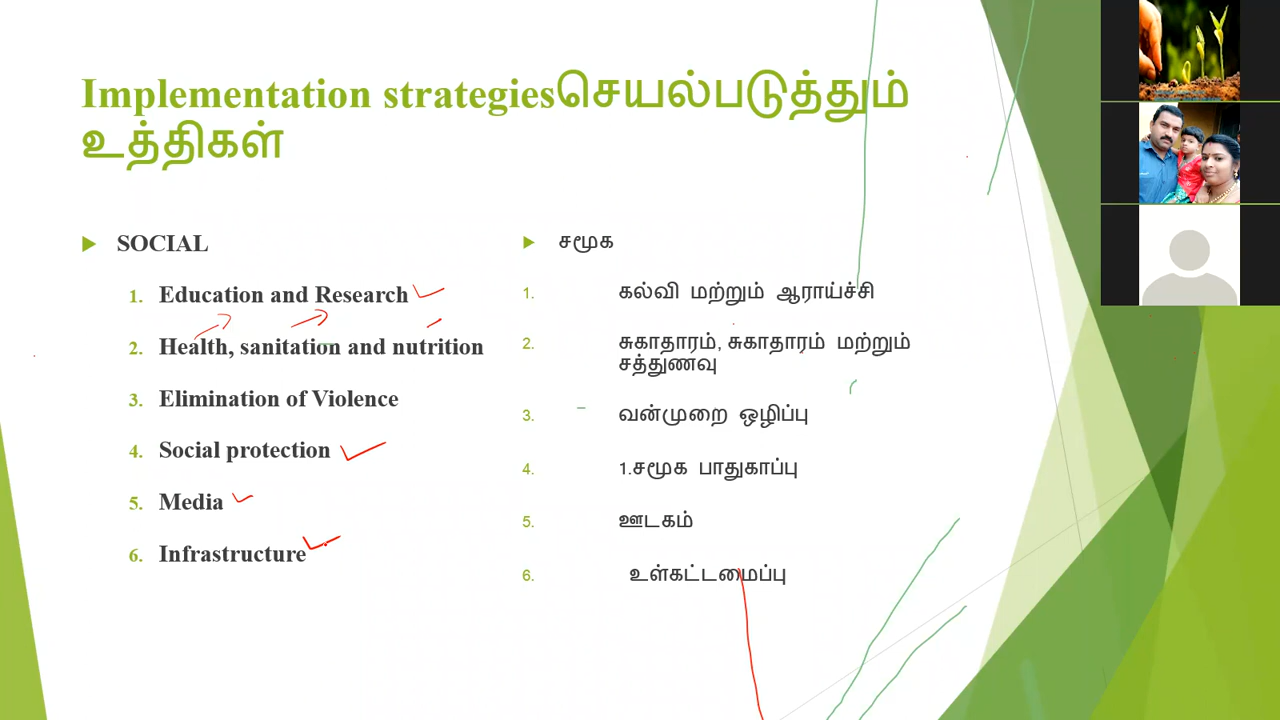 Implementation strategiesசெயல்படுத்தும்
உத்திகள்
SOCIAL
1. Education and Research
2. Health, sanitation and nutrition
3. Elimination of Violence
4. Social protection
5. Media
6. Infrastructure
சமூக
1. கல்வி மற்றும் ஆராய்ச்சி
2. சுகாதாரம், சுகாதாரம் மற்றும்
சத்துணவு
3. வன்முறை ஒழிப்பு
4. 1.சமூக பாதுகாப்பு
5. ஊடகம்
6. உள்கட்டமைப்பு